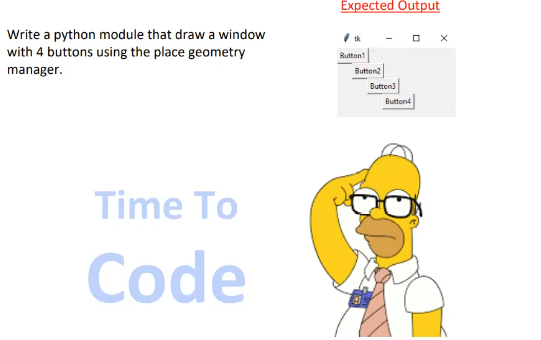 Expected Output
Write a python module that draw a window
with 4 buttons using the place geometry
manager.
tk
Button1
Button2
Button3
Button4
Time To
Code